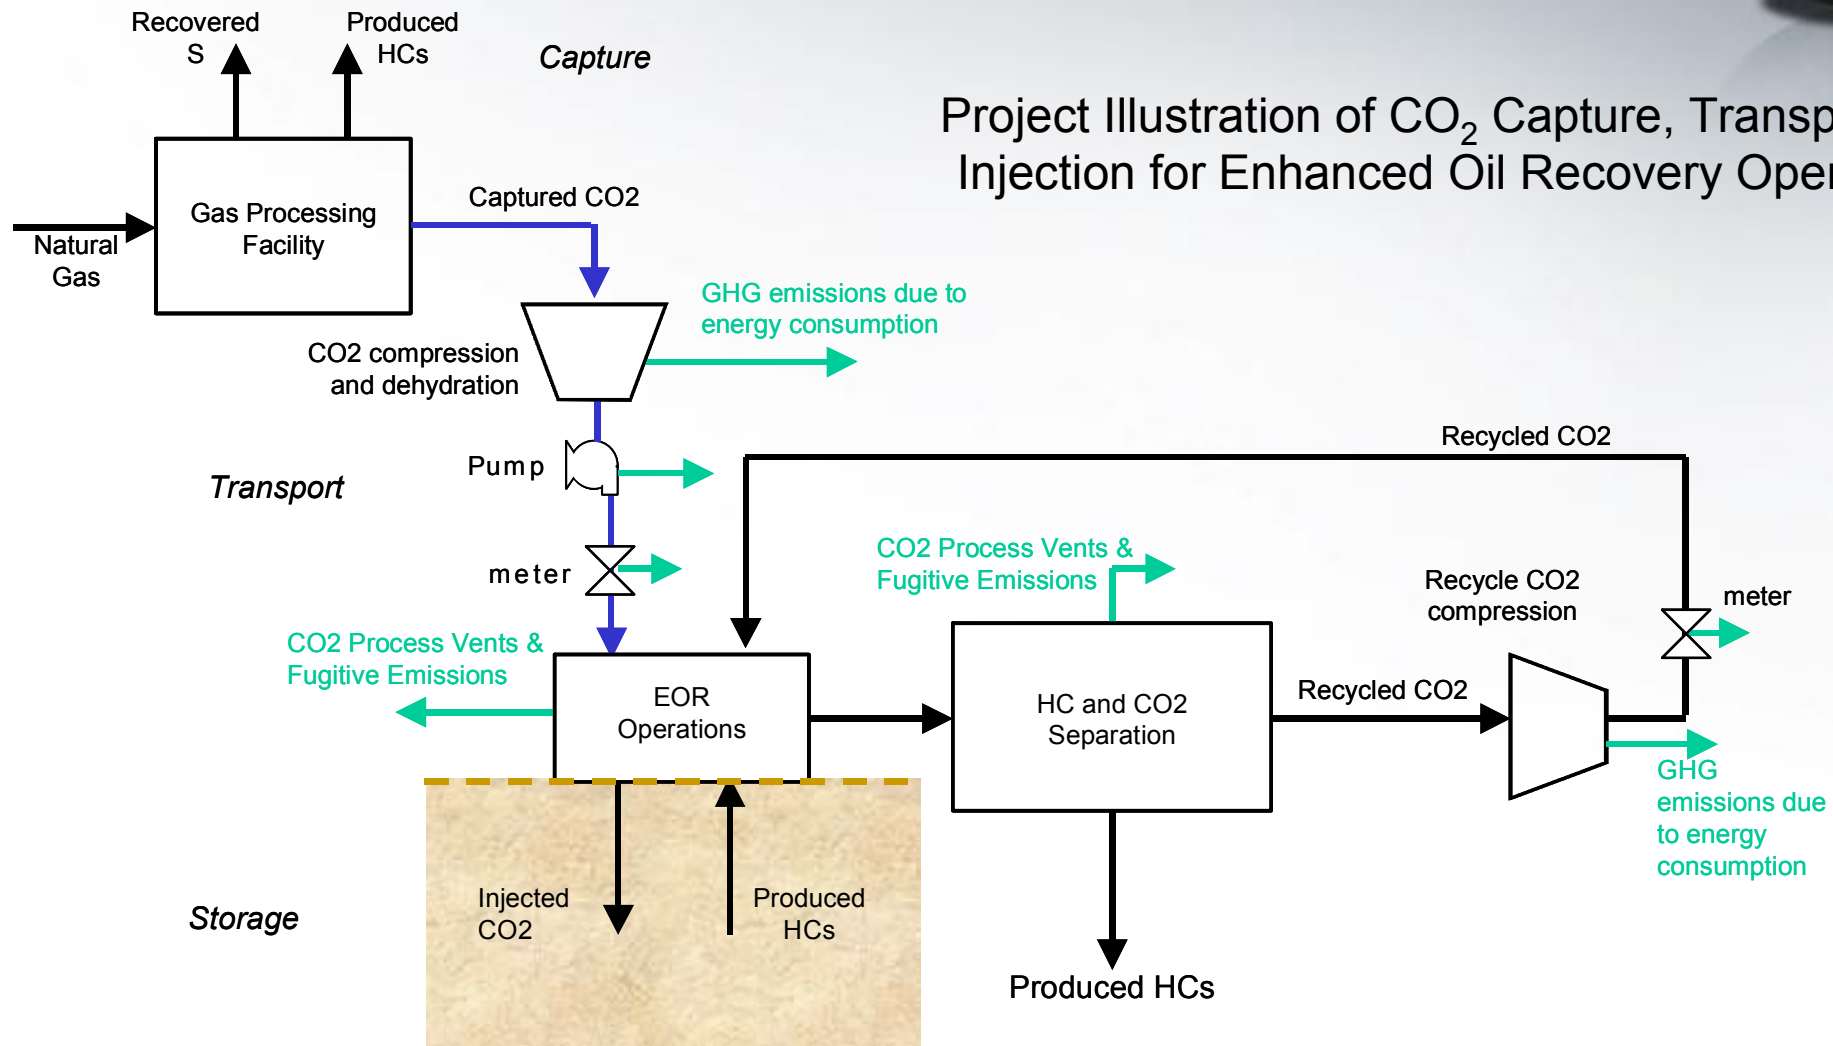 Recovered
S
Produced
HCs
Capture
Project Illustration of CO2 Capture,
Injection for Enhanced Oil Recovery
Gas Processing
Facility
Captured CO2
Natural
Gas
GHG emissions due to
energy consumption
CO2 compression
and dehydration
Recycled CO2
Pump
Transport
CO2 Process Vents &
Fugitive Emissions
meter
Recycle CO2
compression
meter
CO2 Process Vents &
Fugitive Emissions
EOR
Operations
HC and CO2
Separation
Recycled CO2
GHG
emissions due
to energy
consumption
Injected
CO2
Produced
HCs
Storage
Produced HCs